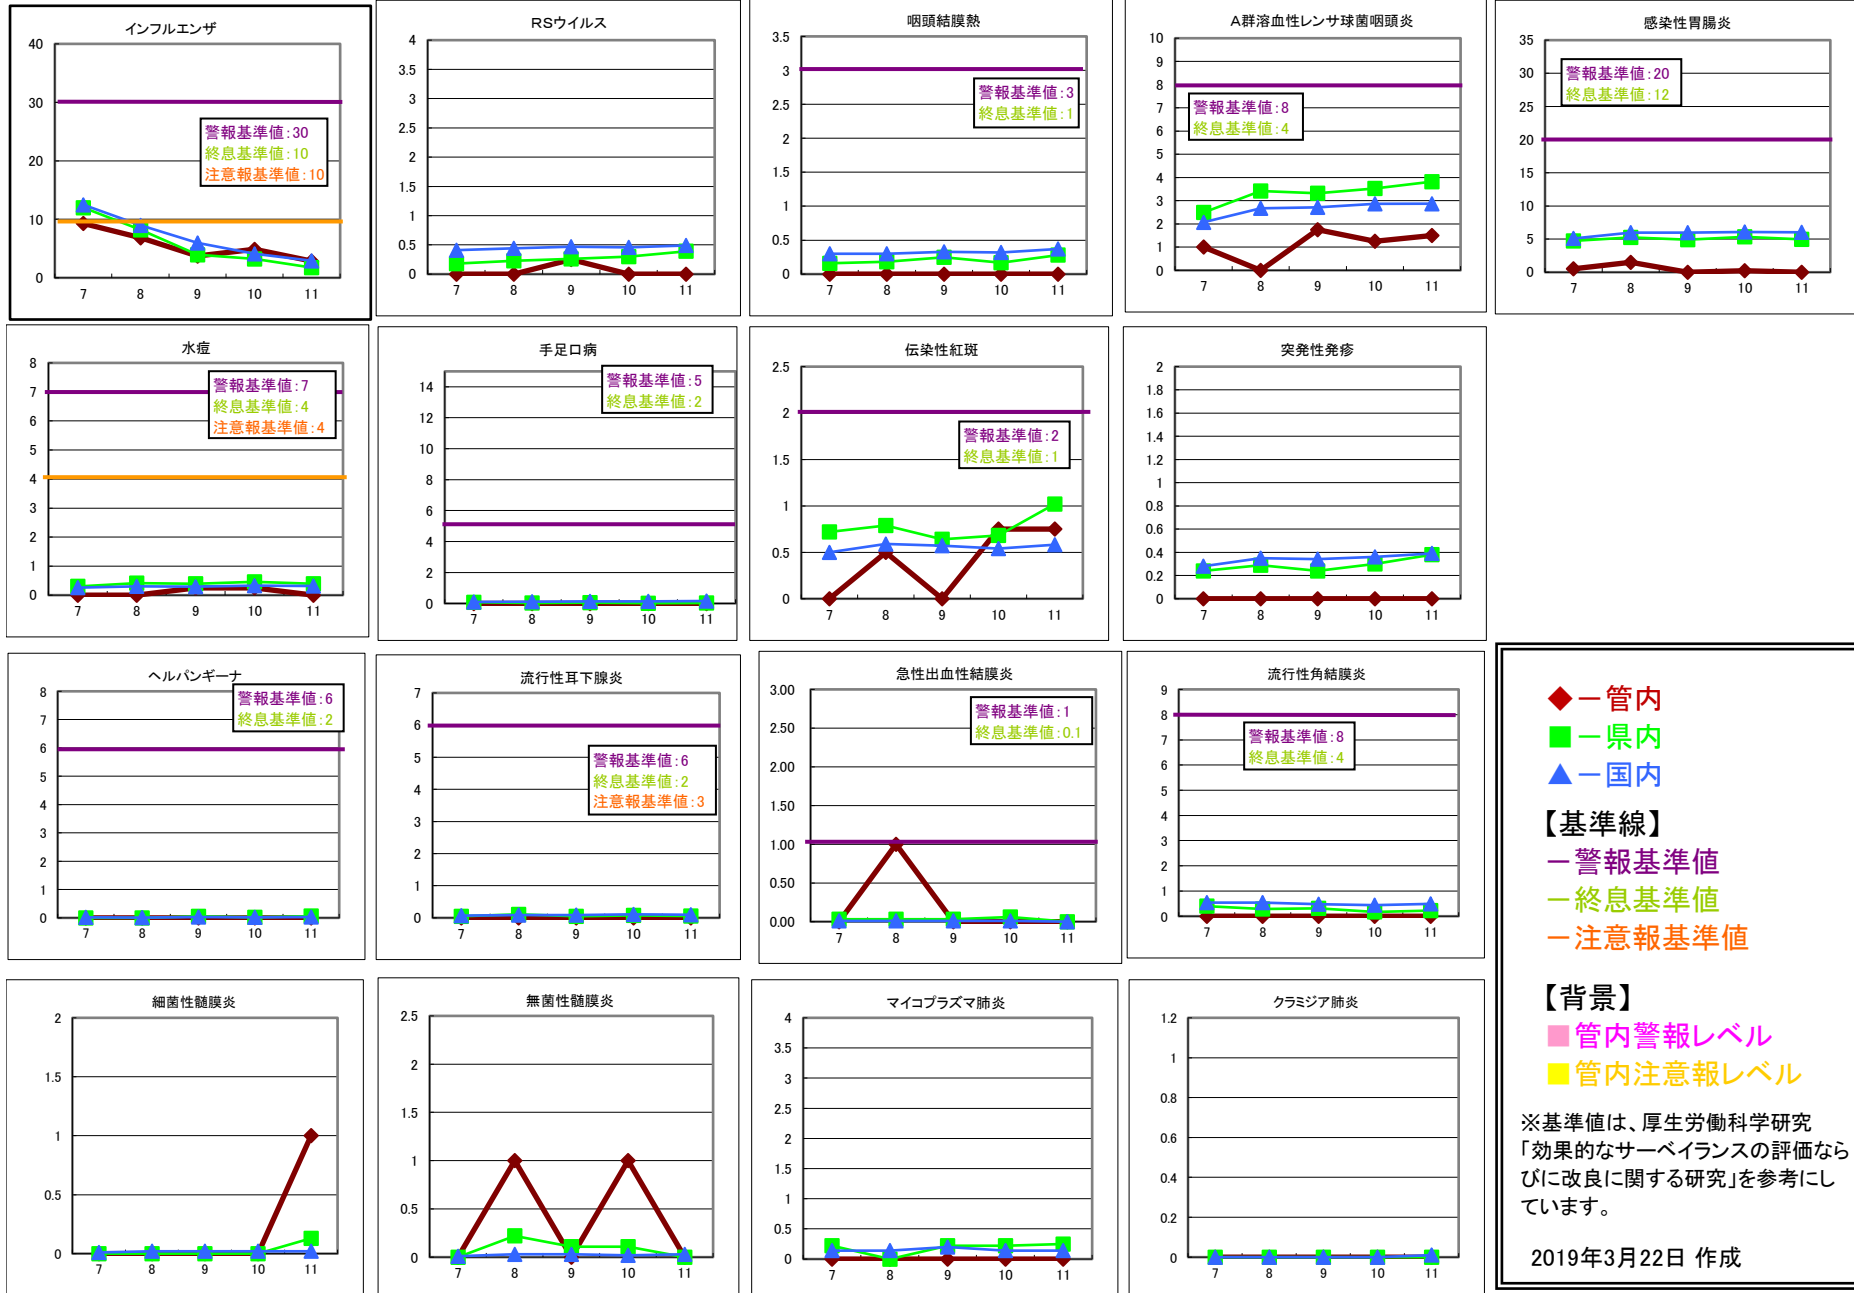 インフルエンザ
40
30
20
10
0
警報基準値:30
終息基準値:10
注意報基準値:10
7 8 9 10 11
RSウイルス
4
3.5
3
2.5
2
1.5
1
0.5
0
7 8 9 10 11
咽頭結膜熱
3.5
3
2.5
2
1.5
1
0.5
0
警報基準値:3
終息基準値:1
7 8 9 10 11
A群溶血性レンサ球菌咽頭炎
10
9
8
7
6
5
4
3
2
1
0
警報基準値:8
終息基準値:4
7 8 9 10 11
感染性胃腸炎
35
30
25
20
15
10
5
0
警報基準値:20
終息基準値:12
7 8 9 10 11
水痘
8
7
6
5
4
3
2
1
0
警報基準値:7
終息基準値:4
注意報基準値:4
7 8 9 10 11
手足口病
14
12
10
8
6
4
2
0
警報基準値:5
終息基準値:2
7 8 9 10 11
伝染性紅斑
2.5
2
1.5
1
0.5
0
警報基準値:2
終息基準値:1
7 8 9 10 11
突発性発疹
2
1.8
1.6
1.4
1.2
1
0.8
0.6
0.4
0.2
0
7 8 9 10 11
ヘルパンギーナ
8
7
6
5
4
3
2
1
0
警報基準値:6
終息基準値:2
7 8 9 10 11
流行性耳下腺炎
7
6
5
4
3
2
1
0
警報基準値:6
終息基準値:2
注意報基準値:3
7 8 9 10 11
急性出血性結膜炎
3.00
2.50
2.00
1.50
1.00
0.50
0.00
警報基準値:1
終息基準値:0.1
7 8 9 10 11
流行性角結膜炎
9
8
7
6
5
4
3
2
1
0
警報基準値:8
終息基準値:4
7 8 9 10 11
細菌性髄膜炎
2
1.5
1
0.5
0
7 8 9 10 11
無菌性髄膜炎
2.5
2
1.5
1
0.5
0
7 8 9 10 11
マイコプラズマ肺炎
4
3.5
3
2.5
2
1.5
1
0.5
0
7 8 9 10 11
クラミジア肺炎
1.2
1
0.8
0.6
0.4
0.2
0
7 8 9 10 11
◆－管内
■－県内
▲－国内
【基準線】
－警報基準値
－終息基準値
－注意報基準値
【背景】
■管内警報レベル
■管内注意報レベル
※基準値は、厚生労働科学研究
「効果的なサーベイランスの評価なら
びに改良に関する研究」を参考にし
ています。
2019年3月22日 作成